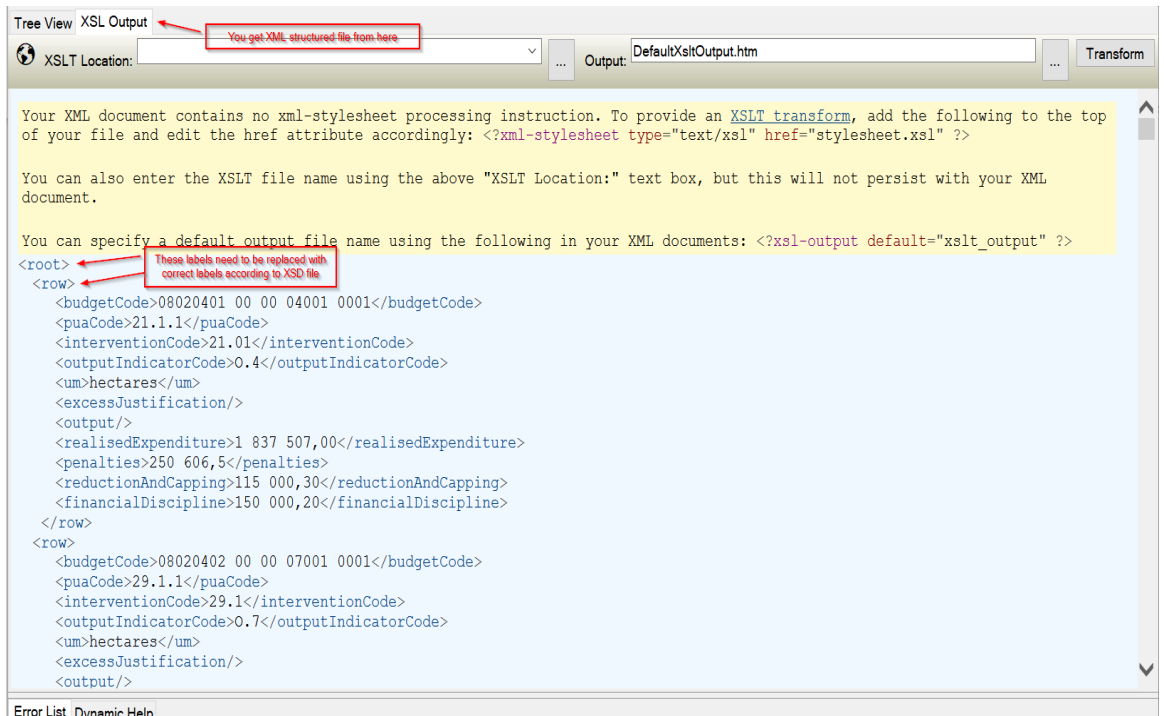 Tree View XSL Output
You get XML structured file from here
XSLT Location: ... Output: DefaultXsltOutput.htm ... Transform
Your XML document contains no xml-stylesheet processing instruction. To provide an XSLT transform, add the following to the top
of your file and edit the href attribute accordingly: <?xml-stylesheet type="text/xsl" href="stylesheet.xsl" ?>
You can also enter the XSLT file name using the above "XSLT Location:" text box, but this will not persist with your XML
document.
You can specify a default output file name using the following in your XML documents: <?xsl-output default="xslt_output" ?>
<root>
These labels need to be replaced with
correct labels according to XSD file
<row>
<budgetCode>08020401 00 00 04001 0001</budgetCode>
<puaCode>21.1.1</puaCode>
<interventionCode>21.01</interventionCode>
<outputIndicatorCode>O.4</outputIndicatorCode>
<um>hectares</um>
<excessJustification/>
<output/>
<realisedExpenditure>1 837 507,00</realisedExpenditure>
<penalties>250 606,5</penalties>
<reductionAndCapping>115 000,30</reductionAndCapping>
<financialDiscipline>150 000,20</financialDiscipline>
</row>
<row>
<budgetCode>08020402 00 00 07001 0001</budgetCode>
<puaCode>29.1.1</puaCode>
<interventionCode>29.1</interventionCode>
<outputIndicatorCode>O.7</outputIndicatorCode>
<um>hectares</um>
<excessJustification/>
<output/>
Error List Dynamic Help